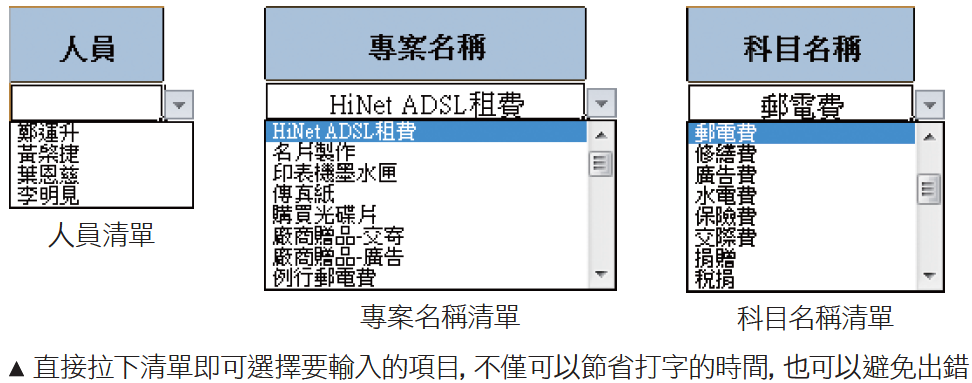 人員
鄭運升
黃榮捷
葉恩慈
李明見
人員清單
專案名稱
HiNet ADSL租費
HiNet ADSL租費
名片製作
印表機墨水匣
傳真紙
購買光碟片
廠商贈品-交寄
廠商贈品-廣告
例行郵電費
專案名稱清單
科目名稱
郵電費
郵電費
修繕費
廣告費
水電費
保險費
交際費
捐贈
稅捐
科目名稱清單
▲ 直接拉下清單即可選擇要輸入的項目, 不僅可以節省打字的時間, 也可以避免出錯